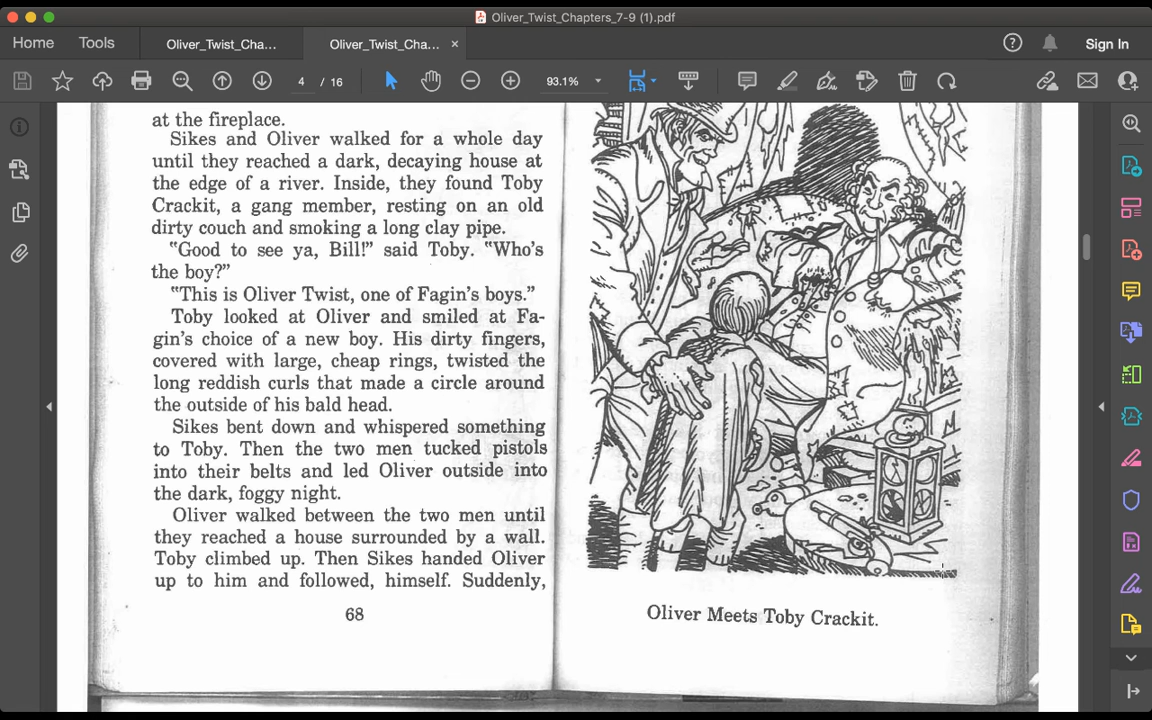 Oliver_Twist_Chapters_7-9 (1).pdf
Home
Tools
Oliver_Twist_Cha...
Oliver_Twist_Cha...
Sign In
4 / 16
93.1%
at the fireplace.
Sikes and Oliver walked for a whole day
until they reached a dark, decaying house at
the edge of a river. Inside, they found Toby
Crackit, a gang member, resting on an old
dirty couch and smoking a long clay pipe.
"Good to see ya, Bill!" said Toby. "Who's
the boy?"
"This is Oliver Twist, one of Fagin's boys."
Toby looked at Oliver and smiled at Fa-
gin's choice of a new boy. His dirty fingers,
covered with large, cheap rings, twisted the
long reddish curls that made a circle around
the outside of his bald head.
Sikes bent down and whispered something
to Toby. Then the two men tucked pistols
into their belts and led Oliver outside into
the dark, foggy night.
Oliver walked between the two men until
they reached a house surrounded by a wall.
Toby climbed up. Then Sikes handed Oliver
up to him and followed, himself. Suddenly,
68
Oliver Meets Toby Crackit.